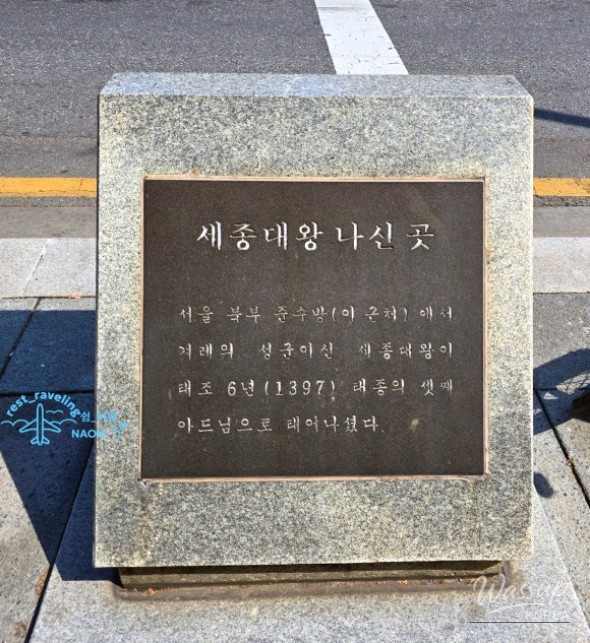 세종대왕 나신 곳
서울 북부 준수방(이 근처)에서
겨레의 성군이신 세종대왕이
태조 6년(1397) 태종의 셋째
아드님으로 태어나셨다.
rest_raveling
NAO